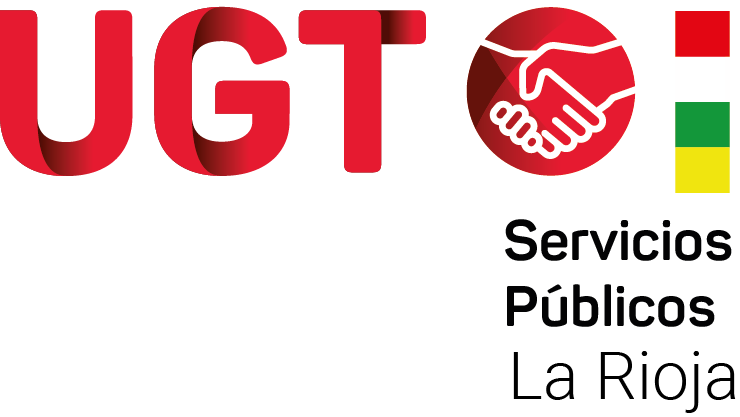 UGT
Servicios
Públicos
La Rioja